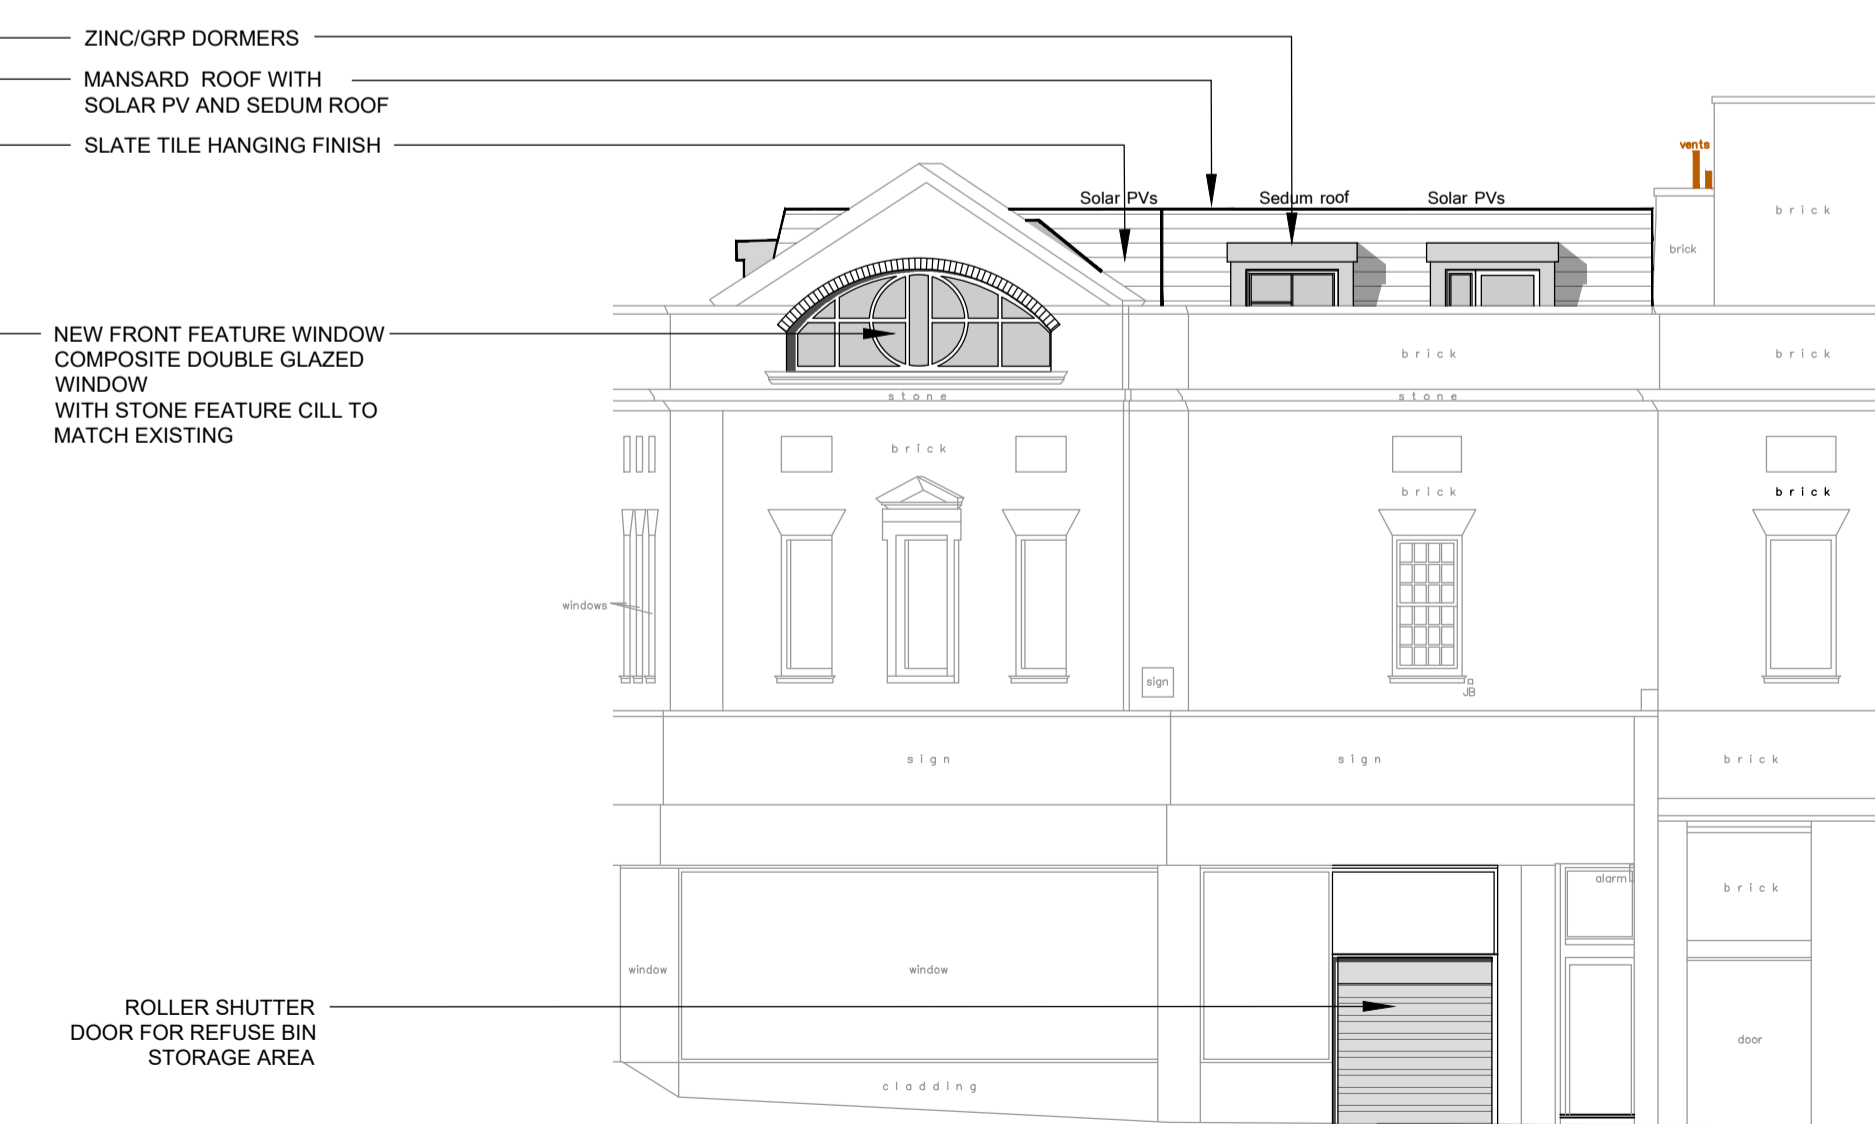 ZINC/GRP DORMERS
MANSARD ROOF WITH
SOLAR PV AND SEDUM ROOF
SLATE TILE HANGING FINISH
vents
Solar PVs
Sedum roof
Solar PVs
brick
brick
NEW FRONT FEATURE WINDOW
COMPOSITE DOUBLE GLAZED
WINDOW
WITH STONE FEATURE CILL TO
MATCH EXISTING
brick
brick
stone
stone
brick
brick
brick
windows
sign
JB
sign
sign
brick
alarm
brick
window
window
ROLLER SHUTTER
DOOR FOR REFUSE BIN
STORAGE AREA
door
cladding